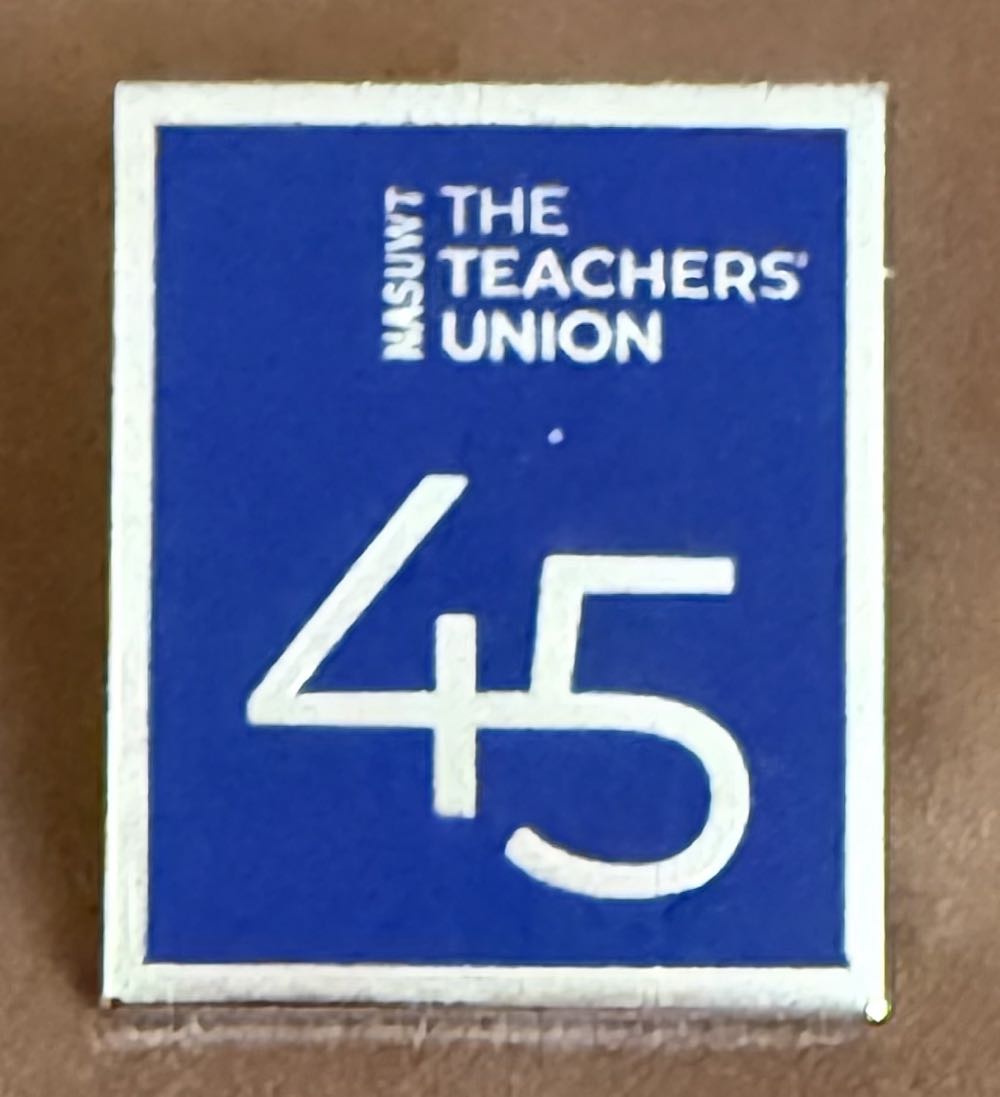 NASUWT
THE
TEACHERS'
UNION
45